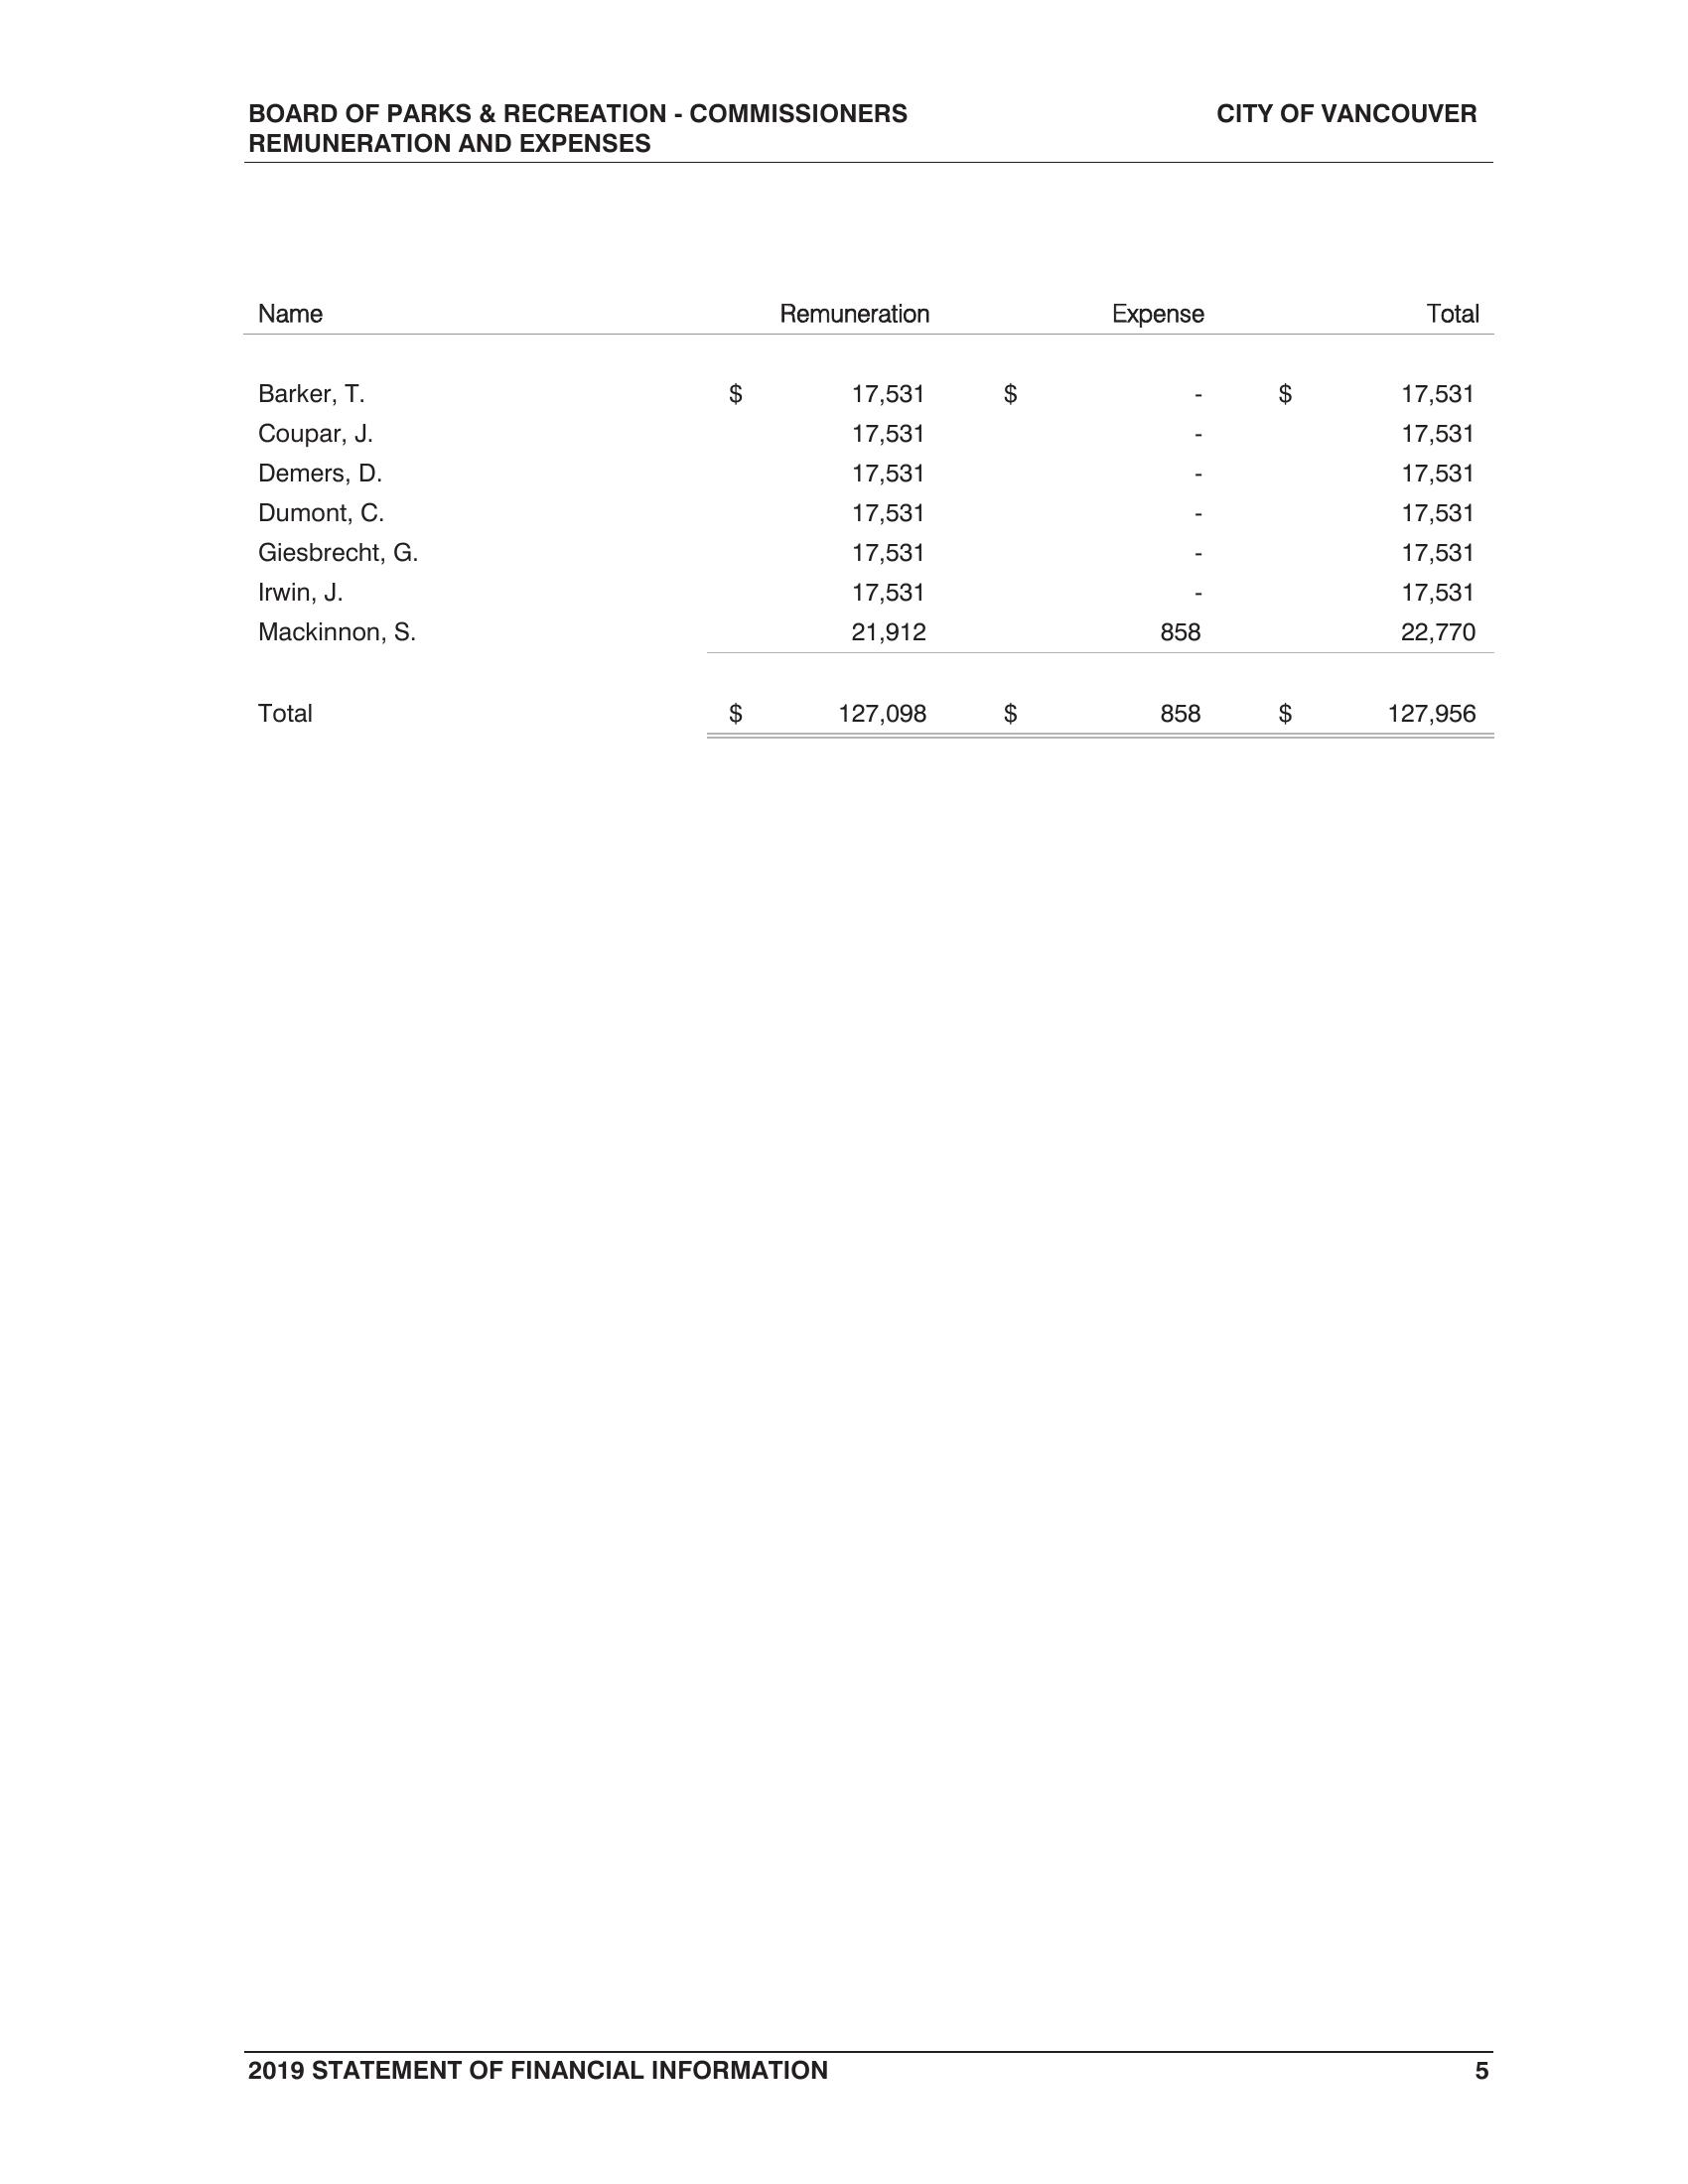 BOARD OF PARKS & RECREATION - COMMISSIONERS CITY OF VANCOUVER
REMUNERATION AND EXPENSES
Name Remuneration Expense Total
Barker, T. $ 17,531 $ - $ 17,531
Coupar, J. 17,531 - 17,531
Demers, D. 17,531 - 17,531
Dumont, C. 17,531 - 17,531
Giesbrecht, G. 17,531 - 17,531
Irwin, J. 17,531 - 17,531
Mackinnon, S. 21,912 858 22,770
Total $ 127,098 $ 858 $ 127,956
2019 STATEMENT OF FINANCIAL INFORMATION 5